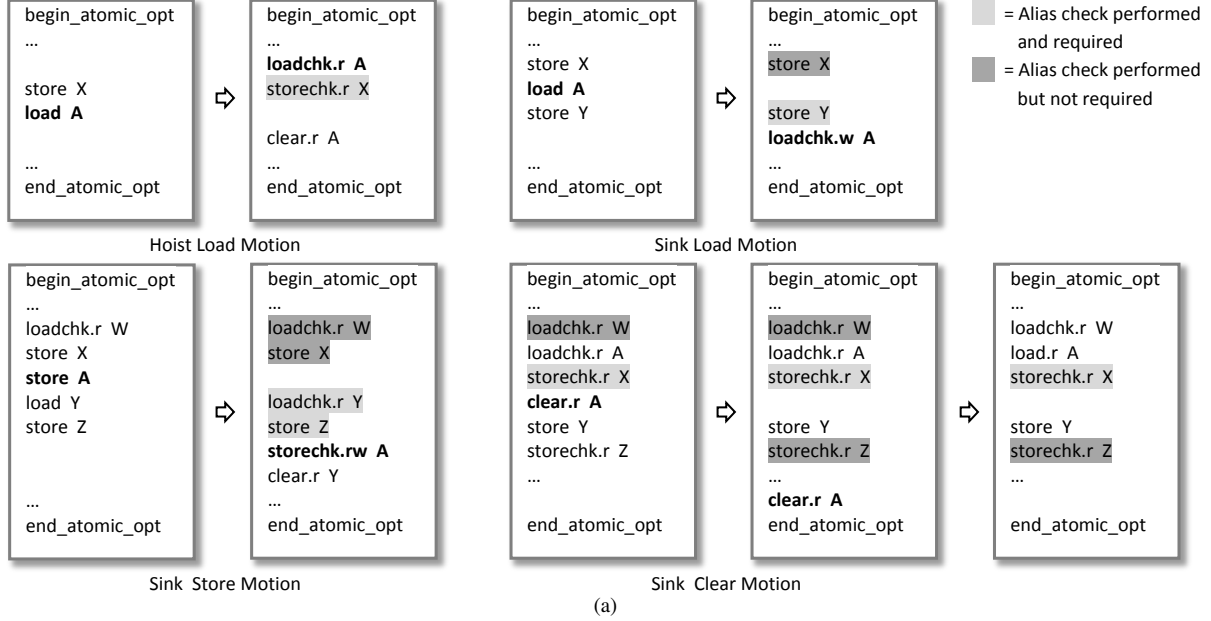 begin_atomic_opt
...
store X
load A
...
end_atomic_opt
begin_atomic_opt
...
loadchk.r A
storechk.r X
clear.r A
...
end_atomic_opt
Hoist Load Motion
begin_atomic_opt
...
store X
load A
store Y
...
end_atomic_opt
begin_atomic_opt
...
store X
store Y
loadchk.w A
...
end_atomic_opt
Sink Load Motion
= Alias check performed
and required
= Alias check performed
but not required
begin_atomic_opt
...
loadchk.r W
store X
store A
load Y
store Z
...
end_atomic_opt
begin_atomic_opt
...
loadchk.r W
store X
loadchk.r Y
store Z
storechk.rw A
clear.r Y
...
end_atomic_opt
Sink Store Motion
begin_atomic_opt
...
loadchk.r W
loadchk.r A
storechk.r X
clear.r A
store Y
storechk.r Z
...
end_atomic_opt
begin_atomic_opt
...
loadchk.r W
loadchk.r A
storechk.r X
store Y
storechk.r Z
...
clear.r A
end_atomic_opt
begin_atomic_opt
...
loadchk.r W
load.r A
storechk.r X
store Y
storechk.r Z
...
end_atomic_opt
Sink Clear Motion
(a)